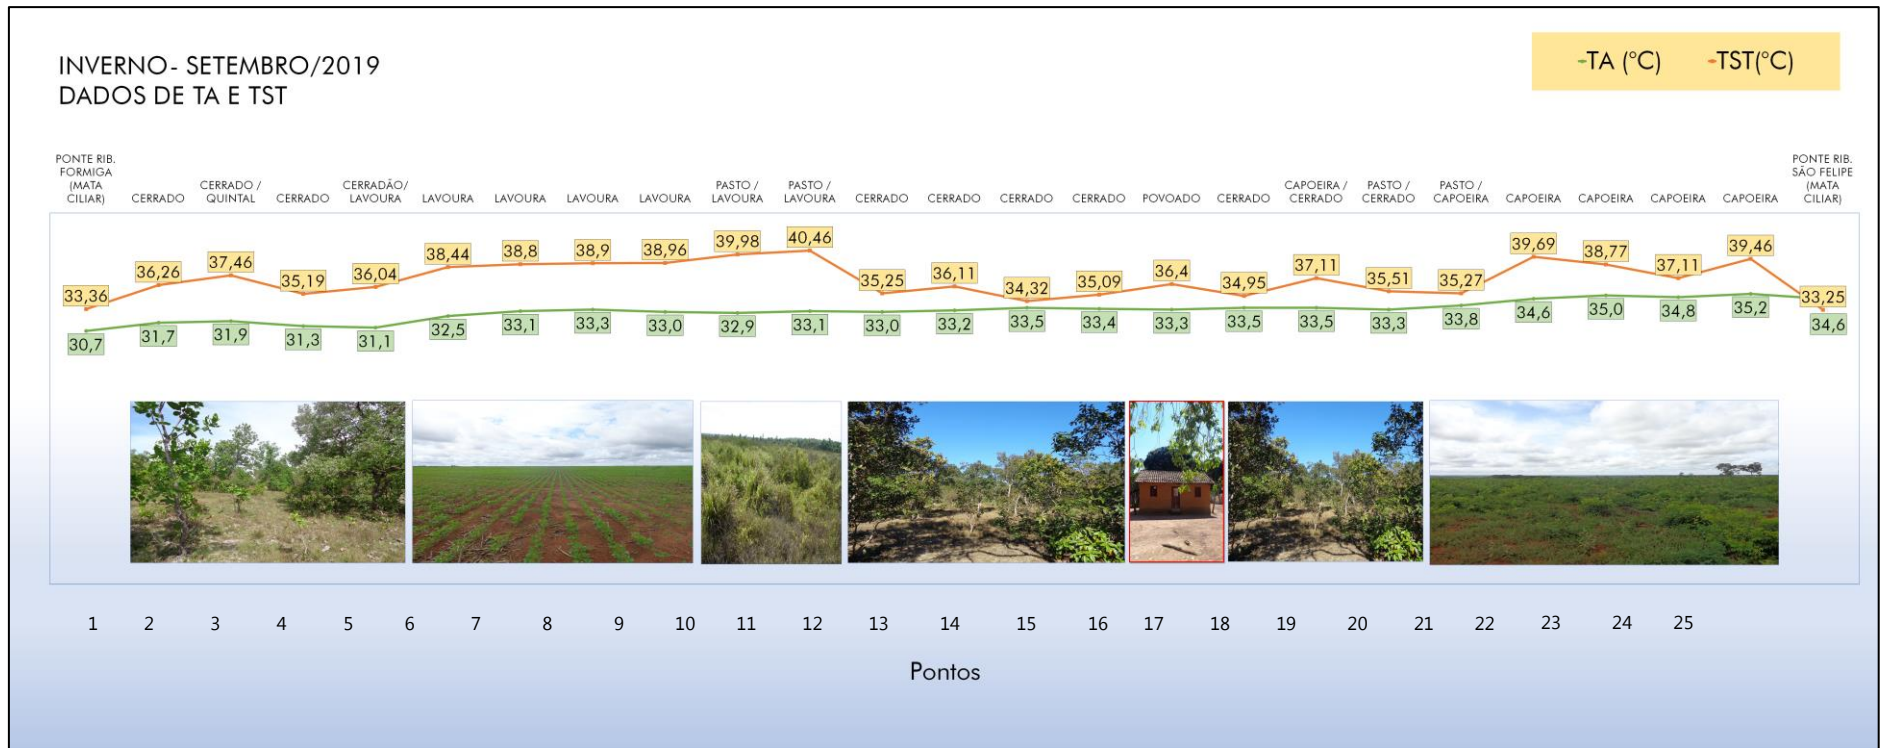 INVERNO- SETEMBRO/2019
DADOS DE TA E TST
TA (°C) TST(°C)
PONTE RIB.
FORMIGA
(MATA
CILIAR)
CERRADO
CERRADO /
QUINTAL
CERRADO
CERRADÃO/
LAVOURA
LAVOURA
LAVOURA
LAVOURA
LAVOURA
PASTO /
LAVOURA
PASTO /
LAVOURA
CERRADO
CERRADO
CERRADO
CERRADO
POVOADO
CERRADO
CAPOEIRA /
CERRADO
PASTO /
CERRADO
PASTO /
CAPOEIRA
CAPOEIRA
CAPOEIRA
CAPOEIRA
CAPOEIRA
PONTE RIB.
SÃO FELIPE
(MATA
CILIAR)
33,36 36,26 37,46 35,19 36,04 38,44 38,8 38,9 38,96 39,98 40,46 35,25 36,11 34,32 35,09 36,4 34,95 37,11 35,51 35,27 39,69 38,77 37,11 39,46 33,25
30,7 31,7 31,9 31,3 31,1 32,5 33,1 33,3 33,0 32,9 33,1 33,0 33,2 33,5 33,4 33,3 33,5 33,5 33,3 33,8 34,6 35,0 34,8 35,2 34,6
1 2 3 4 5 6 7 8 9 10 11 12 13 14 15 16 17 18 19 20 21 22 23 24 25
Pontos